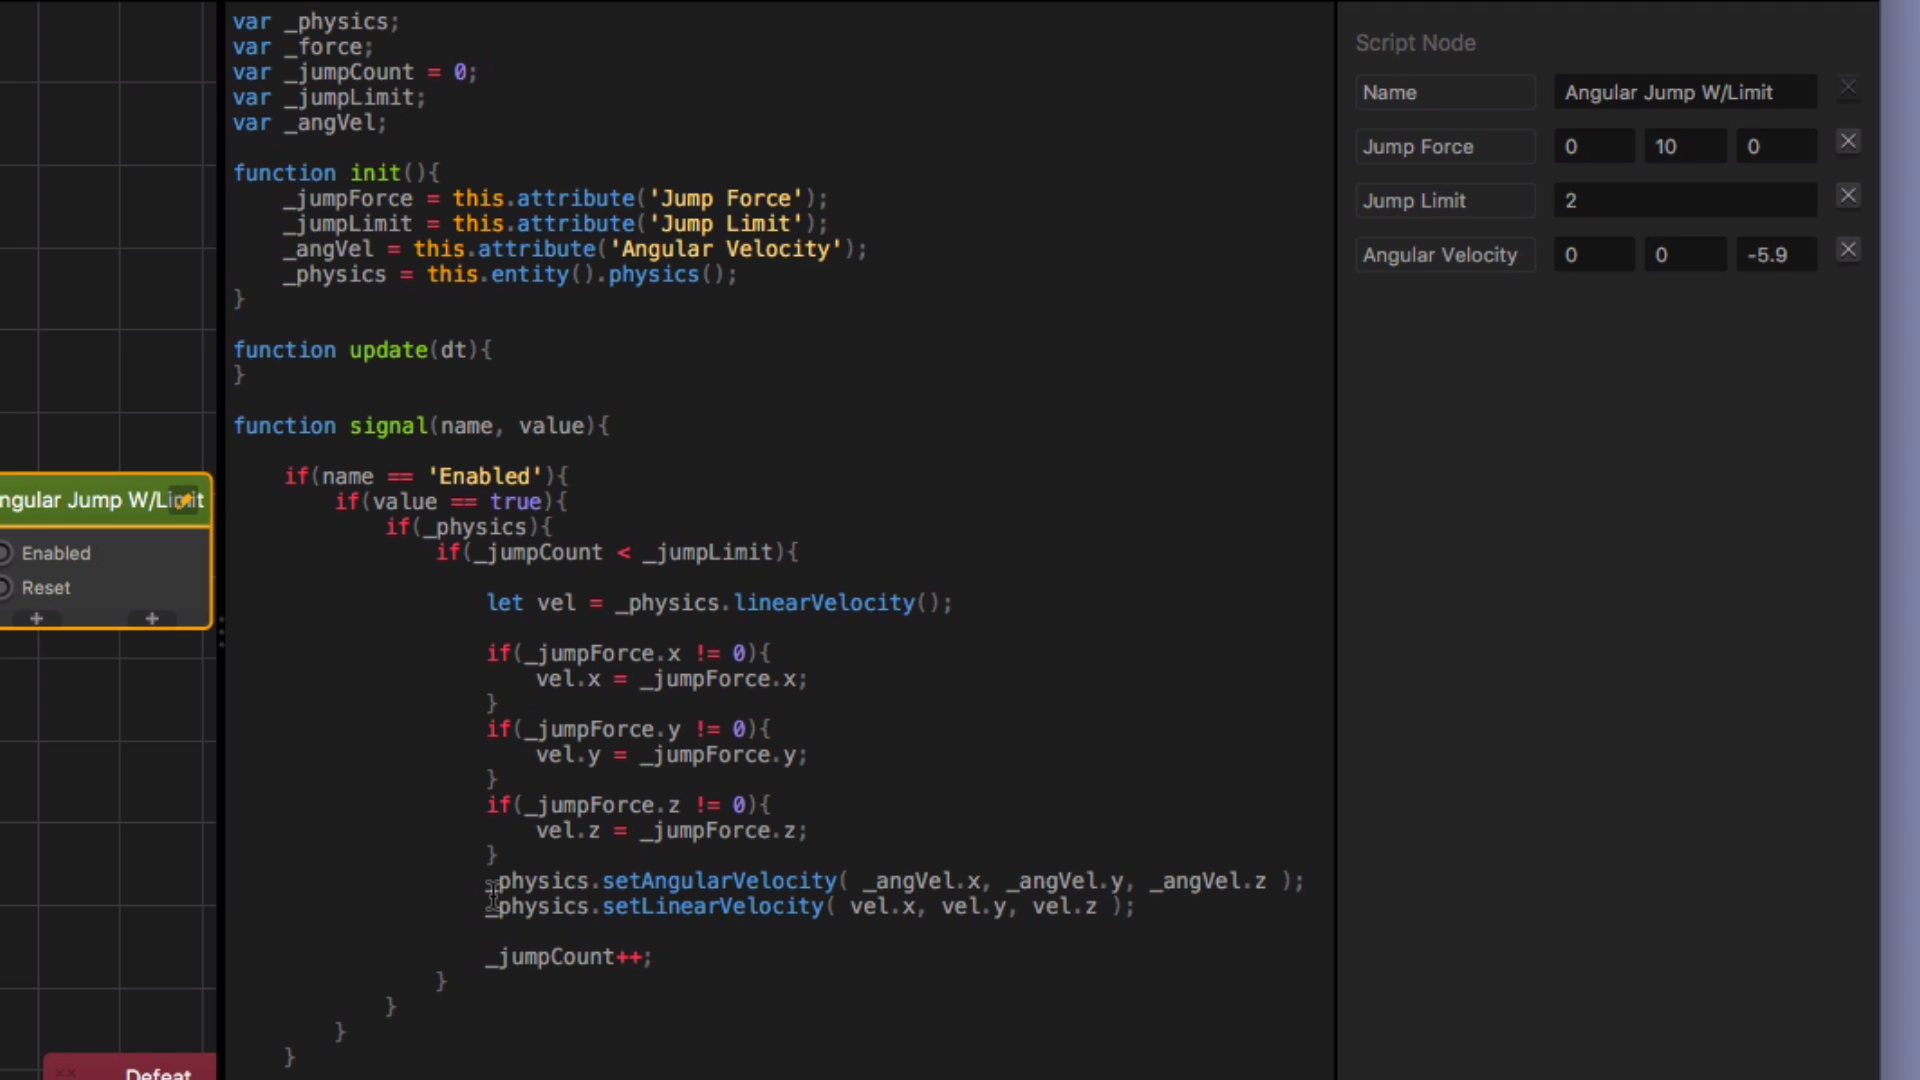 var _physics;
var _force;
var _jumpCount = 0;
var _jumpLimit;
var _angVel;
function init(){
_jumpForce = this.attribute('Jump Force');
_jumpLimit = this.attribute('Jump Limit');
_angVel = this.attribute('Angular Velocity');
_physics = this.entity().physics();
}
function update(dt){
}
function signal(name, value){
if(name == 'Enabled'){
if(value == true){
if(_physics){
if(_jumpCount < _jumpLimit){
let vel = _physics.linearVelocity();
if(_jumpForce.x != 0){
vel.x = _jumpForce.x;
}
if(_jumpForce.y != 0){
vel.y = _jumpForce.y;
}
if(_jumpForce.z != 0){
vel.z = _jumpForce.z;
}
_physics.setAngularVelocity( _angVel.x, _angVel.y, _angVel.z );
_physics.setLinearVelocity( vel.x, vel.y, vel.z );
_jumpCount++;
}
}
}
}
ngular Jump W/Limit
Enabled
Reset
+ +
Defeat
Script Node
Name Angular Jump W/Limit
Jump Force 0 10 0
Jump Limit 2
Angular Velocity 0 0 -5.9